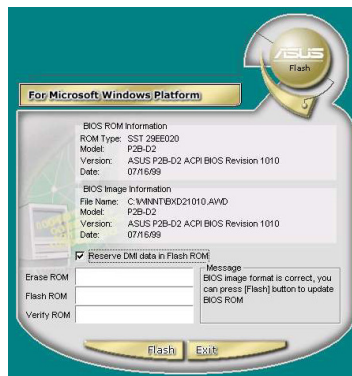 ASUS
Flash
For Microsoft Windows Platform
BIOS ROM Information
ROM Type: SST 29EE020
Model: P2B-D2
Version: ASUS P2B-D2 ACPI BIOS Revision 1010
Date: 07/16/99
BIOS Image Information
File Name: C:\WINNT\BXD21010.AWD
Model: P2B-D2
Version: ASUS P2B-D2 ACPI BIOS Revision 1010
Date: 07/16/99
Reserve DMI data in Flash ROM
Erase ROM
Flash ROM
Verify ROM
Message
BIOS image format is correct, you
can press [Flash] button to update
BIOS ROM
Flash Exit